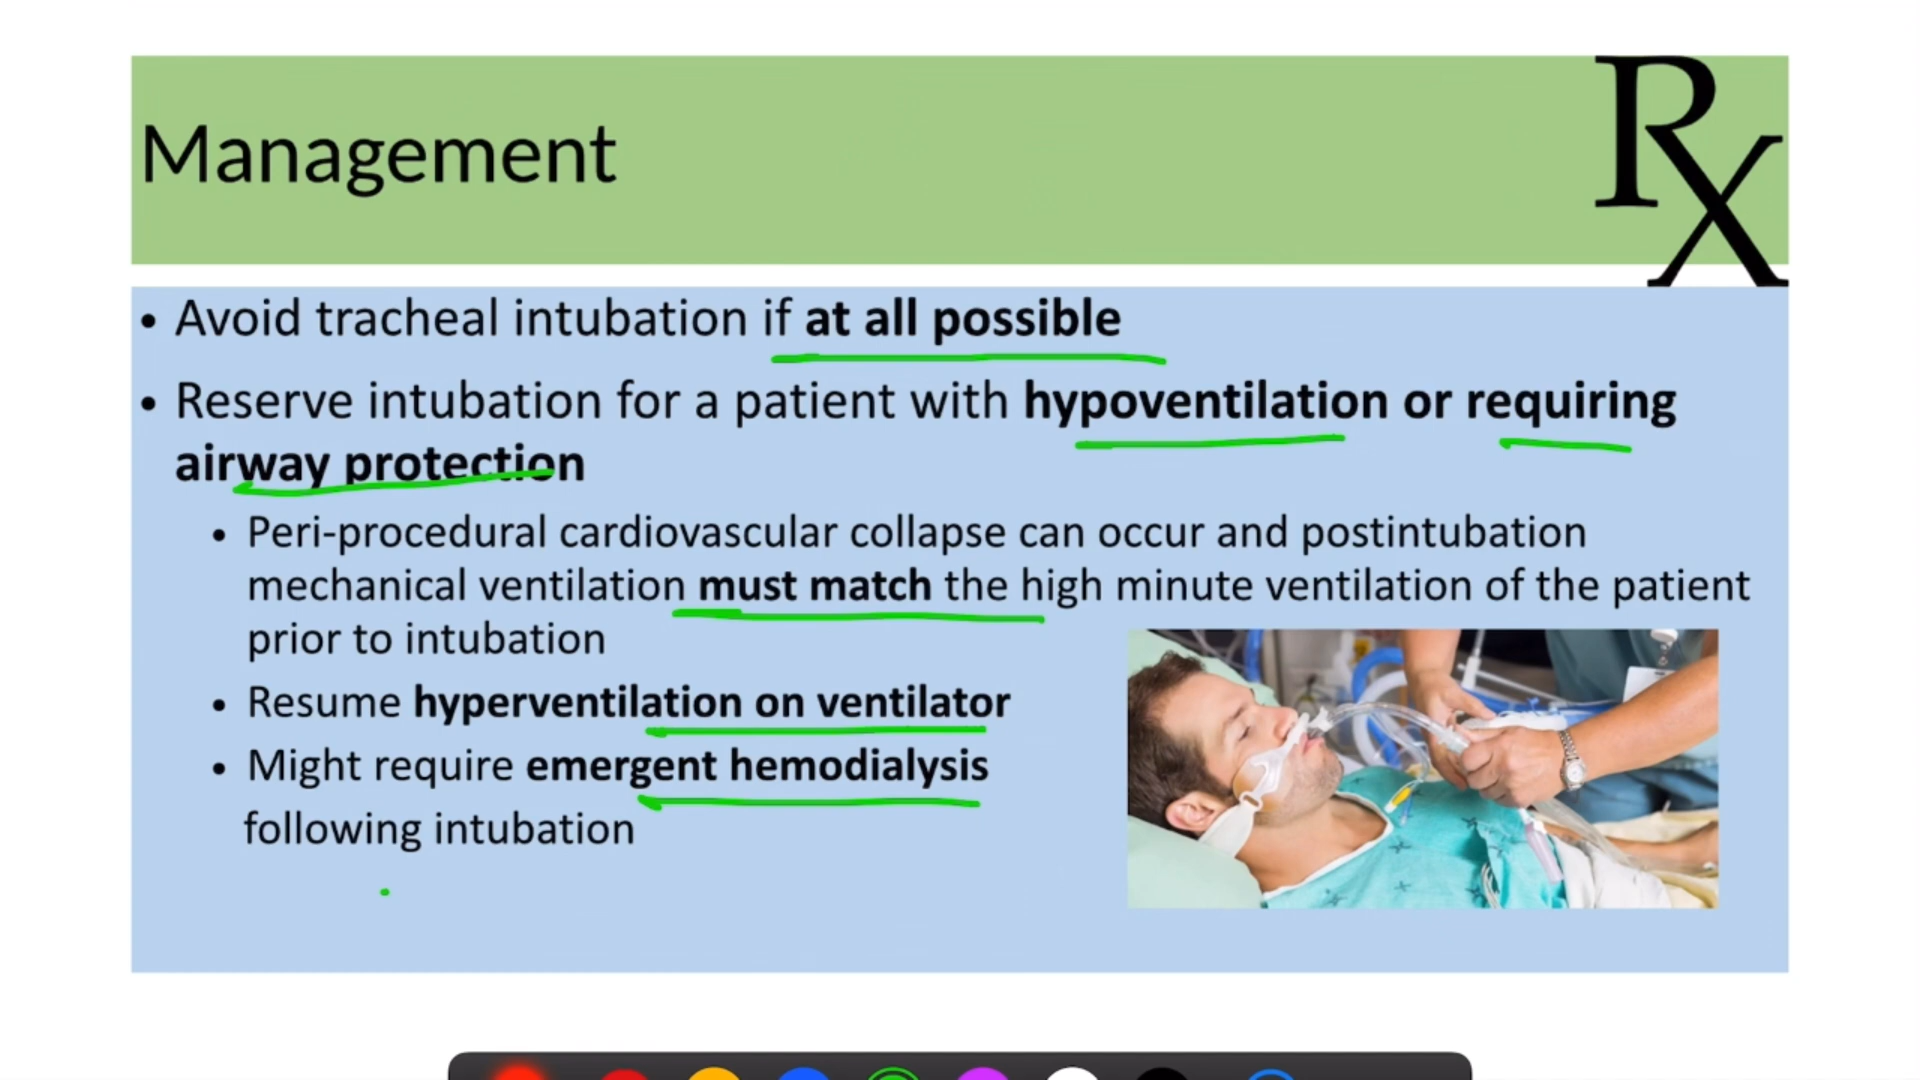 Management
Rx
• Avoid tracheal intubation if at all possible
• Reserve intubation for a patient with hypoventilation or requiring
airway protection
• Peri-procedural cardiovascular collapse can occur and postintubation
mechanical ventilation must match the high minute ventilation of the patient
prior to intubation
• Resume hyperventilation on ventilator
• Might require emergent hemodialysis
following intubation